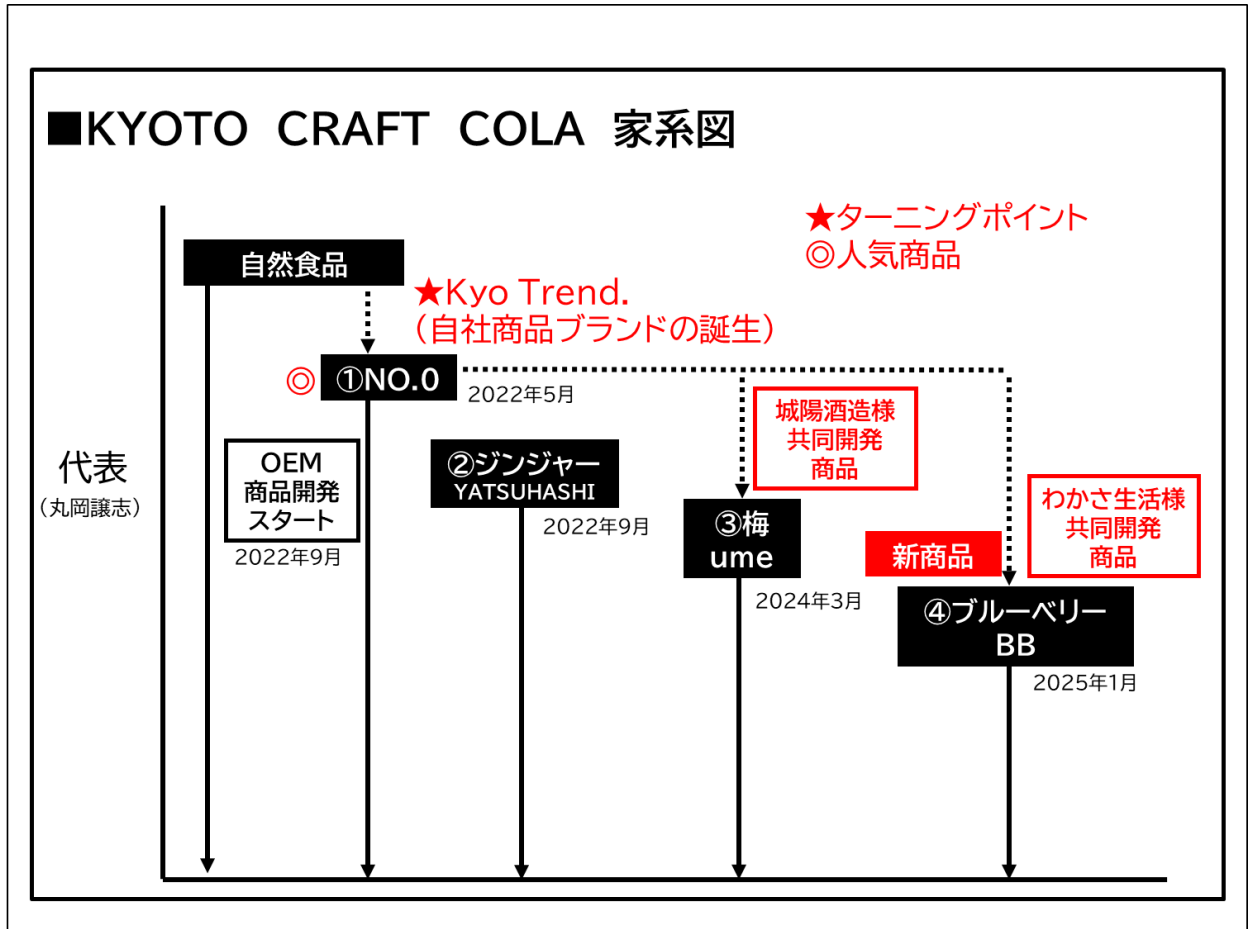 ■KYOTO CRAFT COLA 家系図
★ターニングポイント
◎人気商品
自然食品
★Kyo Trend.
(自社商品ブランドの誕生)
◎
①NO.0
2022年5月
代表
(丸岡譲志)
OEM
商品開発
スタート
2022年9月
②ジンジャー
YATSUHASHI
2022年9月
城陽酒造様
共同開発
商品
③梅
ume
2024年3月
わかさ生活様
共同開発
商品
新商品
④ブルーベリー
BB
2025年1月